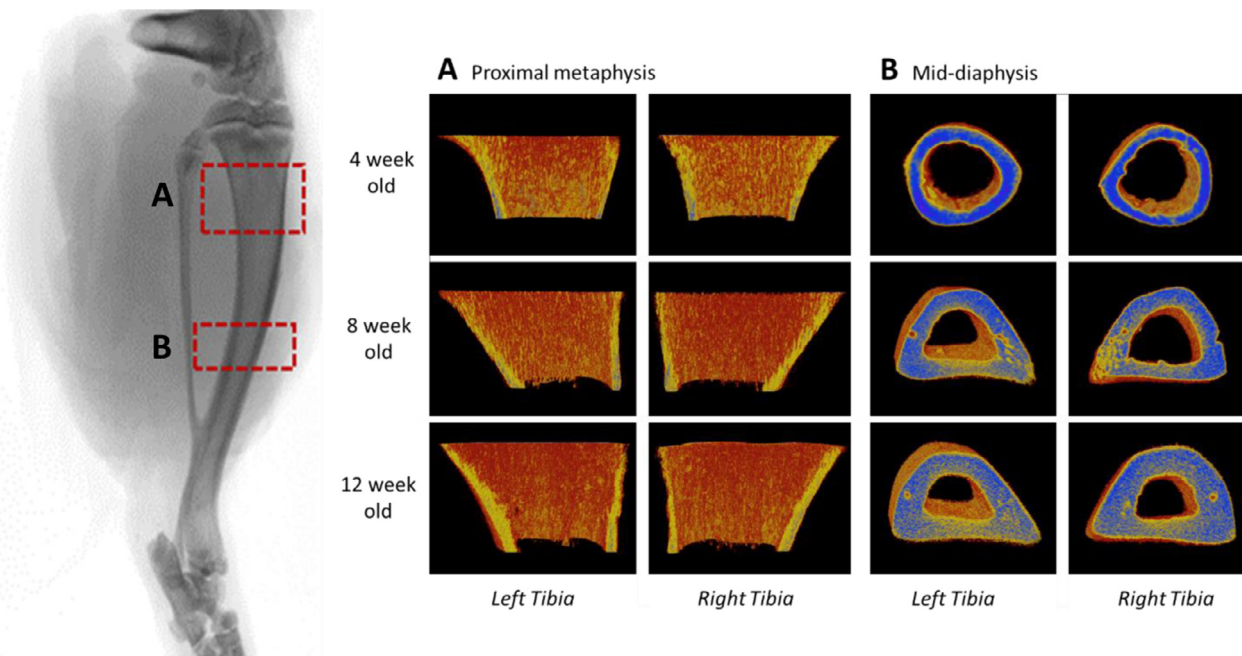 A Proximal metaphysis
B Mid-diaphysis
A
B
4 week
old
8 week
old
12 week
old
Left Tibia
Right Tibia
Left Tibia
Right Tibia